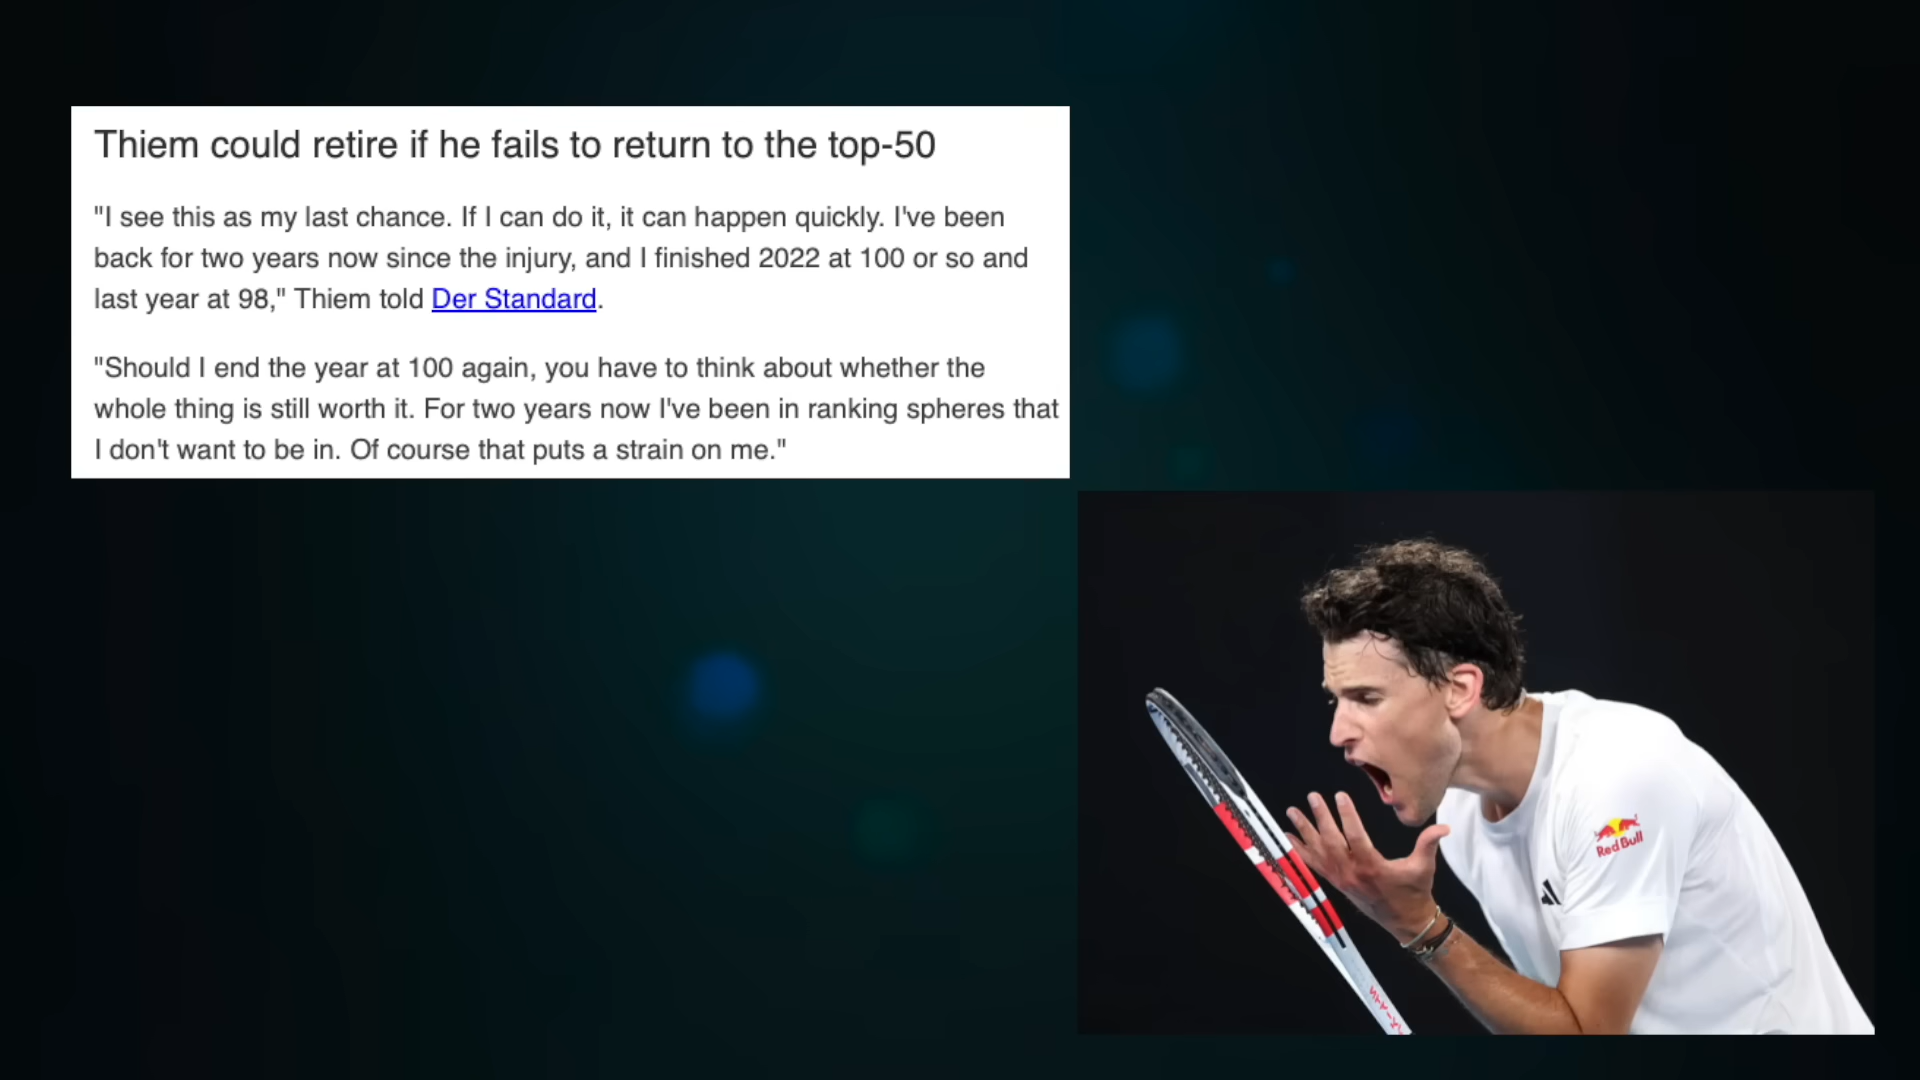 Thiem could retire if he fails to return to the top-50
"I see this as my last chance. If I can do it, it can happen quickly. I've been
back for two years now since the injury, and I finished 2022 at 100 or so and
last year at 98," Thiem told Der Standard.
"Should I end the year at 100 again, you have to think about whether the
whole thing is still worth it. For two years now I've been in ranking spheres that
I don't want to be in. Of course that puts a strain on me."
Red Bull